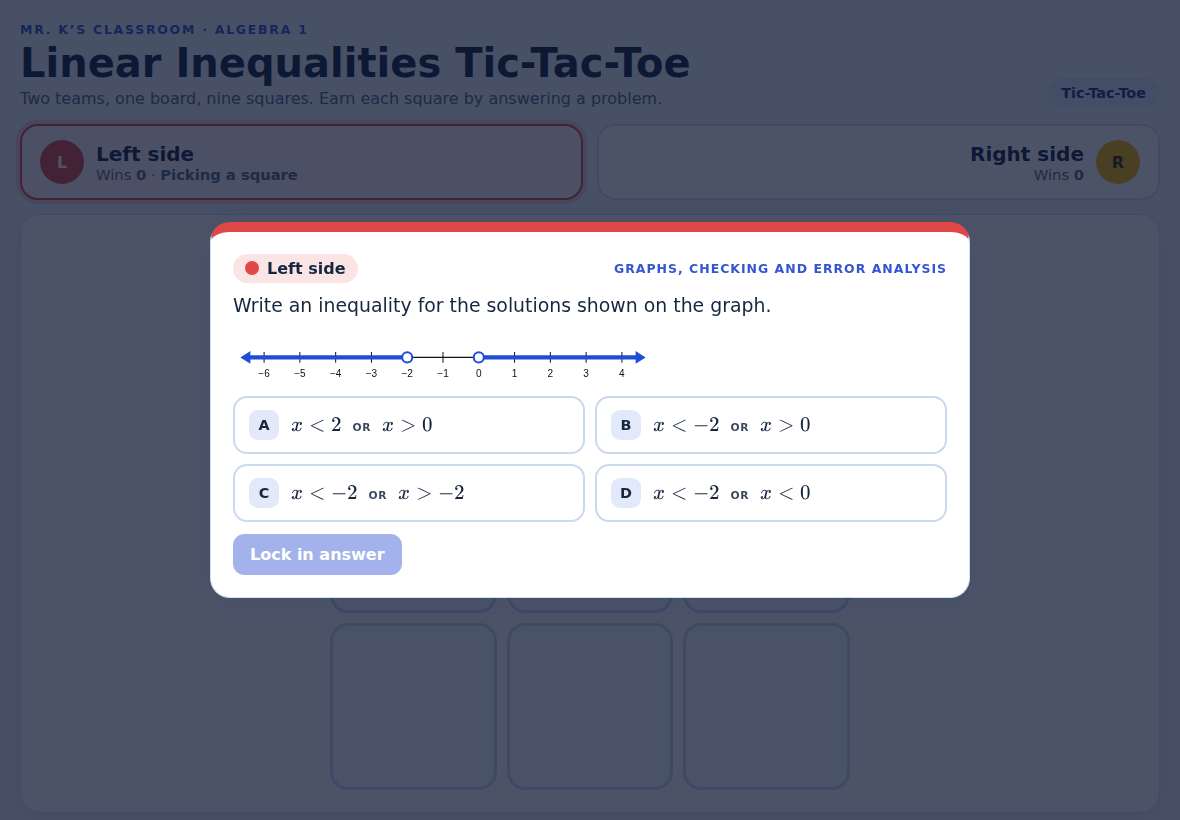 MR. K'S CLASSROOM · ALGEBRA 1
Linear Inequalities Tic-Tac-Toe
Two teams, one board, nine squares. Earn each square by answering a problem.
Tic-Tac-Toe
L
Left side
Wins 0 · Picking a square
Right side
Wins 0
R
Left side
GRAPHS, CHECKING AND ERROR ANALYSIS
Write an inequality for the solutions shown on the graph.
−6 −5 −4 −3 −2 −1 0 1 2 3 4
A x < 2 OR x > 0
B x < −2 OR x > 0
C x < −2 OR x > −2
D x < −2 OR x < 0
Lock in answer